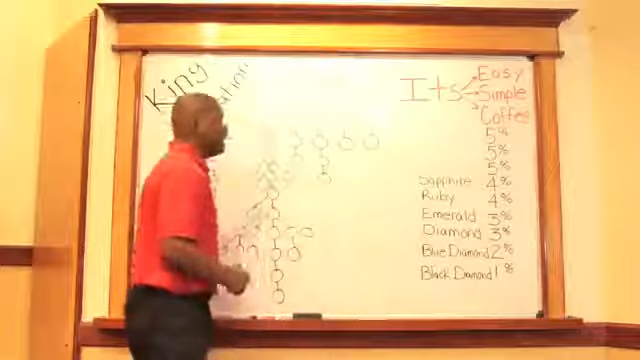 King
Its
Easy
Simple
Coffee
5%
5%
5%
Sapphire 4%
Ruby 4%
Emerald 3%
Diamond 3%
Blue Diamond 2%
Black Diamond 1%